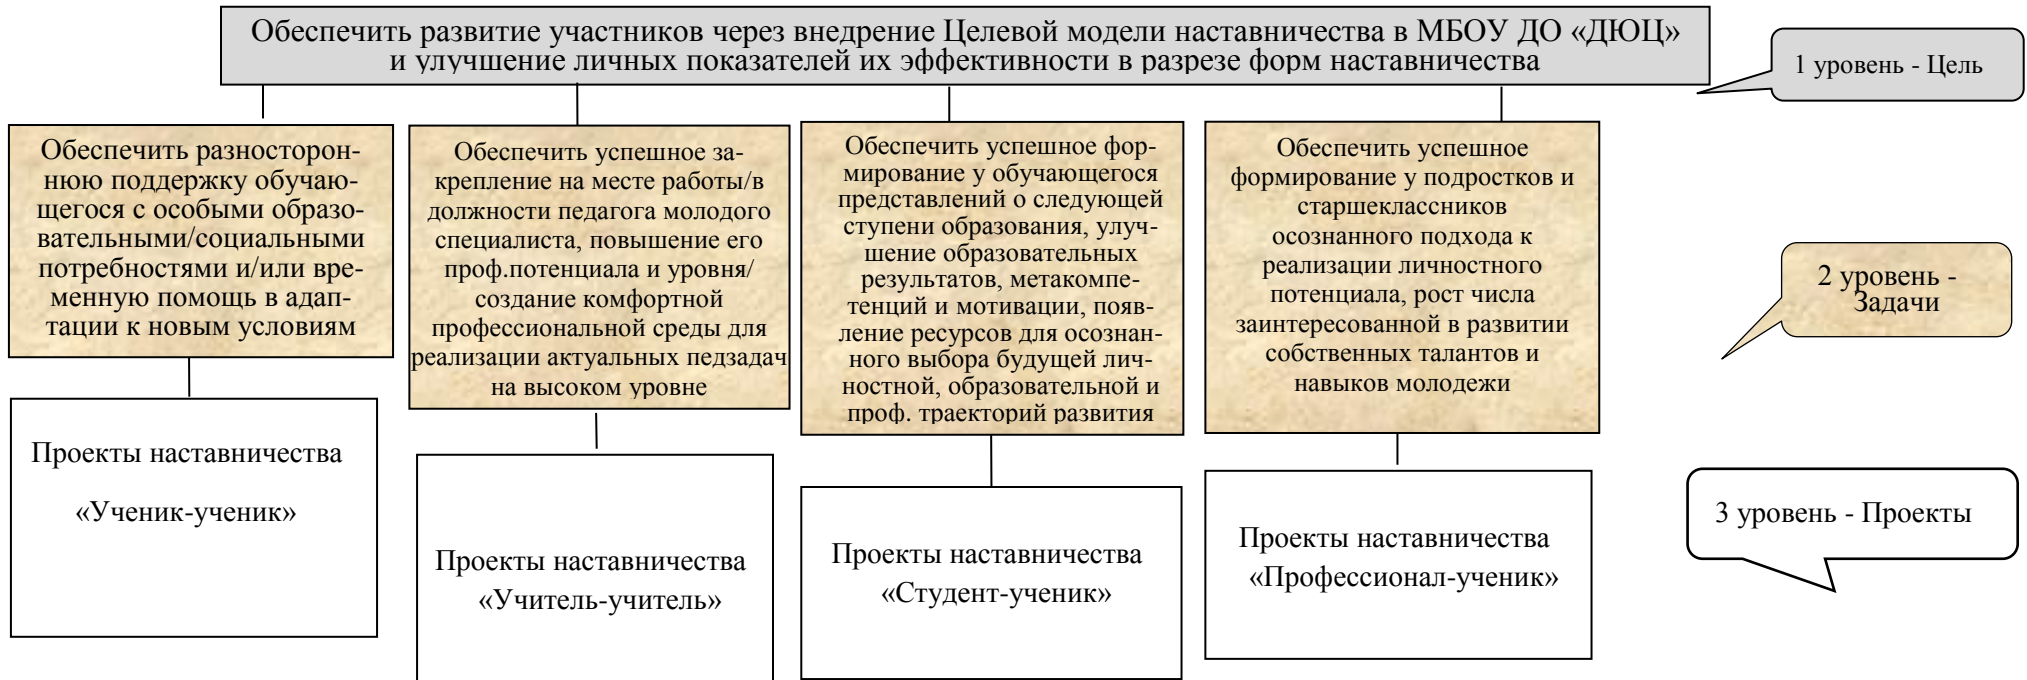 Обеспечить развитие участников через внедрение Целевой модели наставничества в МБОУ ДО «ДЮЦ»
и улучшение личных показателей их эффективности в разрезе форм наставничества
1 уровень - Цель
Обеспечить разносторон-
нюю поддержку обучаю-
щегося с особыми образо-
вательными/социальными
потребностями и/или вре-
менную помощь в адап-
тации к новым условиям
Обеспечить успешное за-
крепление на месте работы/в
должности педагога молодого
специалиста, повышение его
проф.потенциала и уровня/
создание комфортной
профессиональной среды для
реализации актуальных педзадач
на высоком уровне
Обеспечить успешное фор-
мирование у обучающегося
представлений о следующей
ступени образования, улуч-
шение образовательных
результатов, метакомпе-
тенций и мотивации, появ-
ление ресурсов для осознан-
ного выбора будущей лич-
ностной, образовательной и
проф. траекторий развития
Обеспечить успешное
формирование у подростков и
старшеклассников
осознанного подхода к
реализации личностного
потенциала, рост числа
заинтересованной в развитии
собственных талантов и
навыков молодежи
2 уровень -
Задачи
Проекты наставничества
«Ученик-ученик»
Проекты наставничества
«Учитель-учитель»
Проекты наставничества
«Студент-ученик»
Проекты наставничества
«Профессионал-ученик»
3 уровень - Проекты